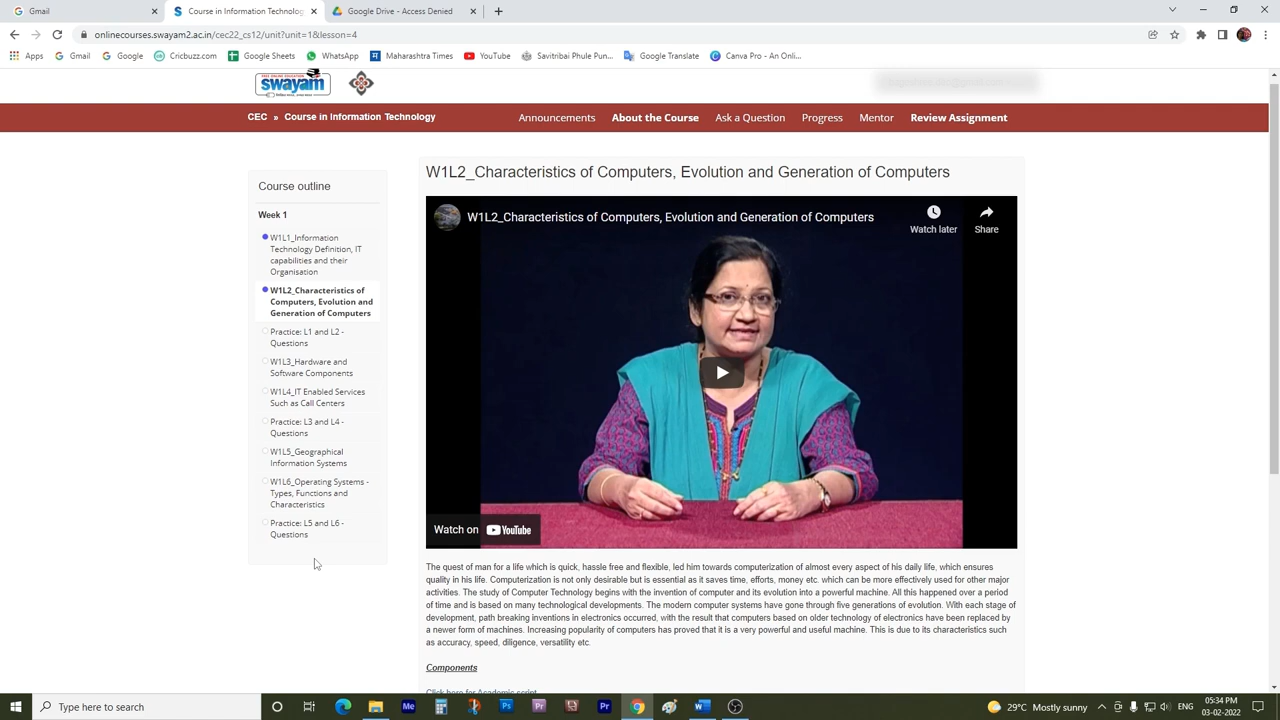 Gmail
Course in Information Technolog
Google Drive - Access Denied
onlinecourses.swayam2.ac.in/cec22_cs12/unit?unit=1&lesson=4
Apps
Gmail
Google
Cricbuzz.com
Google Sheets
WhatsApp
Maharashtra Times
YouTube
Savitribai Phule Pun...
Google Translate
Canva Pro - An Onli...
swayam
CEC » Course in Information Technology
Announcements
About the Course
Ask a Question
Progress
Mentor
Review Assignment
Course outline
Week 1
W1L1_Information
Technology Definition, IT
capabilities and their
Organisation
W1L2_Characteristics of
Computers, Evolution and
Generation of Computers
Practice: L1 and L2 -
Questions
W1L3_Hardware and
Software Components
W1L4_IT Enabled Services
Such as Call Centers
Practice: L3 and L4 -
Questions
W1L5_Geographical
Information Systems
W1L6_Operating Systems -
Types, Functions and
Characteristics
Practice: L5 and L6 -
Questions
W1L2_Characteristics of Computers, Evolution and Generation of Computers
W1L2_Characteristics of Computers, Evolution and Generation of Computers
Watch later
Share
Watch on YouTube
The quest of man for a life which is quick, hassle free and flexible, led him towards computerization of almost every aspect of his daily life, which ensures
quality in his life. Computerization is not only desirable but is essential as it saves time, efforts, money etc. which can be more effectively used for other major
activities. The study of Computer Technology begins with the invention of computer and its evolution into a powerful machine. All this happened over a period
of time and is based on many technological developments. The modern computer systems have gone through five generations of evolution. With each stage of
development, path breaking inventions in electronics occurred, with the result that computers based on older technology of electronics have been replaced by
a newer form of machines. Increasing popularity of computers has proved that it is a very powerful and useful machine. This is due to its characteristics such
as accuracy, speed, diligence, versatility etc.
Components
Click here for Academic script
Type here to search
Me
Ps
Pr
Pr
29°C Mostly sunny
ENG
05:34 PM
03-02-2022